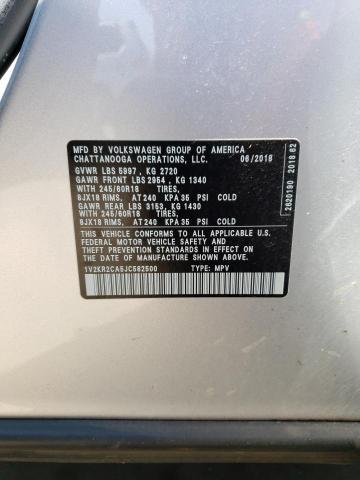 MFD BY VOLKSWAGEN GROUP OF AMERICA
CHATTANOOGA OPERATIONS, LLC. 06/2018
GVWR LBS 5997, KG 2720
GAWR FRONT LBS 2954, KG 1340
WITH 245/60R18 TIRES,
8JX18 RIMS, AT 240 KPA 35 PSI COLD
GAWR REAR LBS 3153, KG 1430
WITH 245/60R18 TIRES,
8JX18 RIMS, AT 240 KPA 35 PSI COLD
THIS VEHICLE CONFORMS TO ALL APPLICABLE
U.S. FEDERAL MOTOR VEHICLE SAFETY, BUMPER
AND THEFT PREVENTION STANDARDS IN EFFECT
ON THE DATE OF MANUFACTURE SHOWN ABOVE.
1V2KR2CA5JC582500 TYPE: MPV
2620190 2018 62